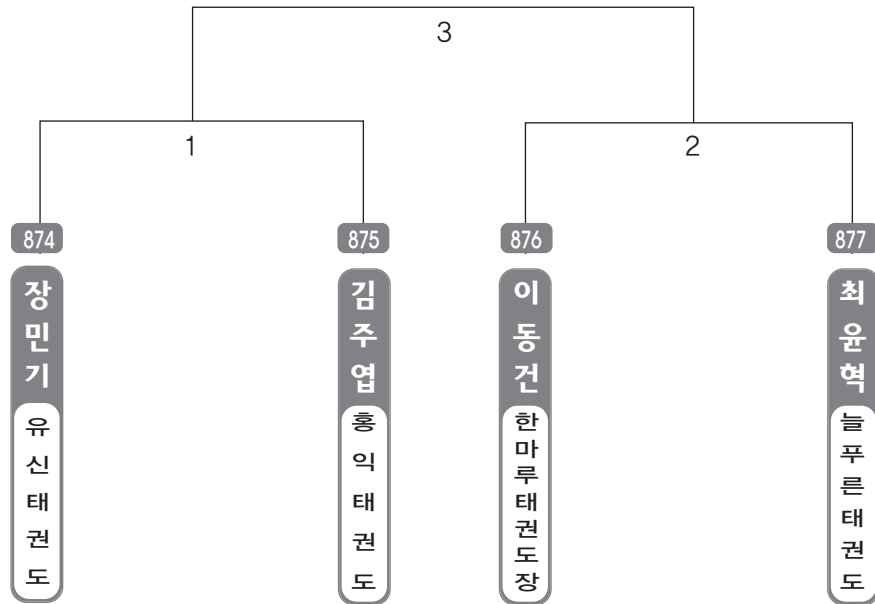 3
1
2
874
875
876
877
장민기
김주엽
이동건
최윤혁
유신태권도
홍익태권도
한마루태권도장
늘푸른태권도